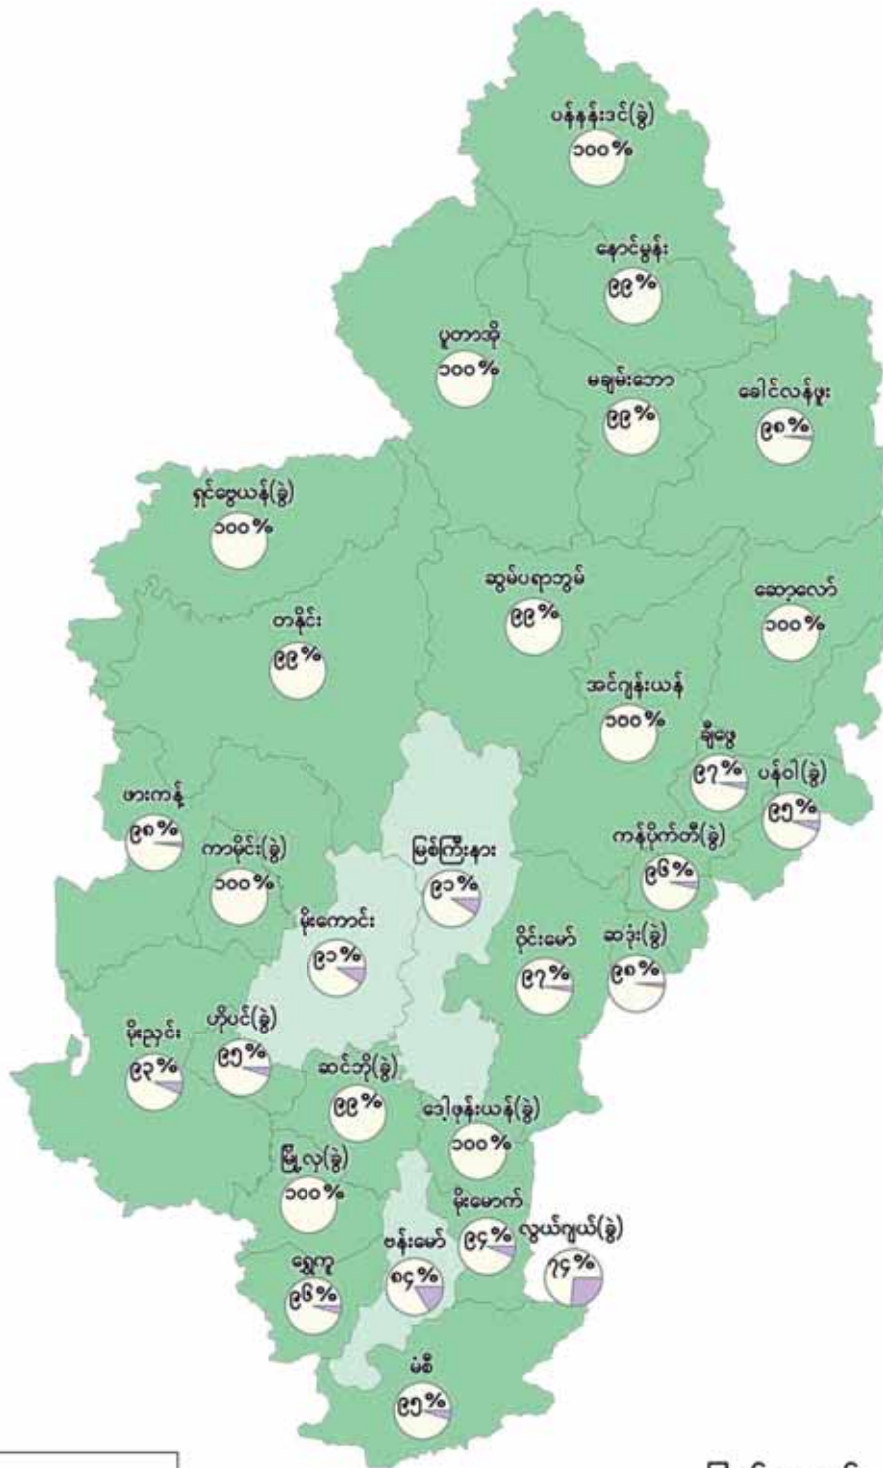 ပန်နန်းဒင်(ခွဲ)
၁၀၀%
နောင်မွန်း
၉၉%
ပူတာအို
၁၀၀%
မချမ်းဘော
၉၉%
ခေါင်လန်ဖူး
၉၈%
ရှင်ဗွေယန်(ခွဲ)
၁၀၀%
ဆွမ်ပရာဘွမ်
၉၉%
ဆော့လော်
၁၀၀%
တနိုင်း
၉၉%
အင်ဂျန်းယန်
၁၀၀%
ချီဖွေ
၉၇%
ပန်ဝါ(ခွဲ)
၉၅%
ဖားကန့်
၉၈%
ကာမိုင်း(ခွဲ)
၁၀၀%
မြစ်ကြီးနား
၉၁%
ကန်ပိုက်တီ(ခွဲ)
၉၆%
မိုးကောင်း
၉၁%
ဝိုင်းမော်
၉၇%
ဆဒုံး(ခွဲ)
၉၈%
မိုးညှင်း
၉၃%
ဟိုပင်(ခွဲ)
၉၅%
ဆင်ဘို(ခွဲ)
၉၉%
ဒေါ့ဖုန်းယန်(ခွဲ)
၁၀၀%
မြို့လှ(ခွဲ)
၁၀၀%
မိုးမောက်
၉၄%
လွယ်ဂျယ်(ခွဲ)
၇၄%
ဗန်းမော်
၈၄%
ရွှေကူ
၉၆%
မံစီ
၉၅%